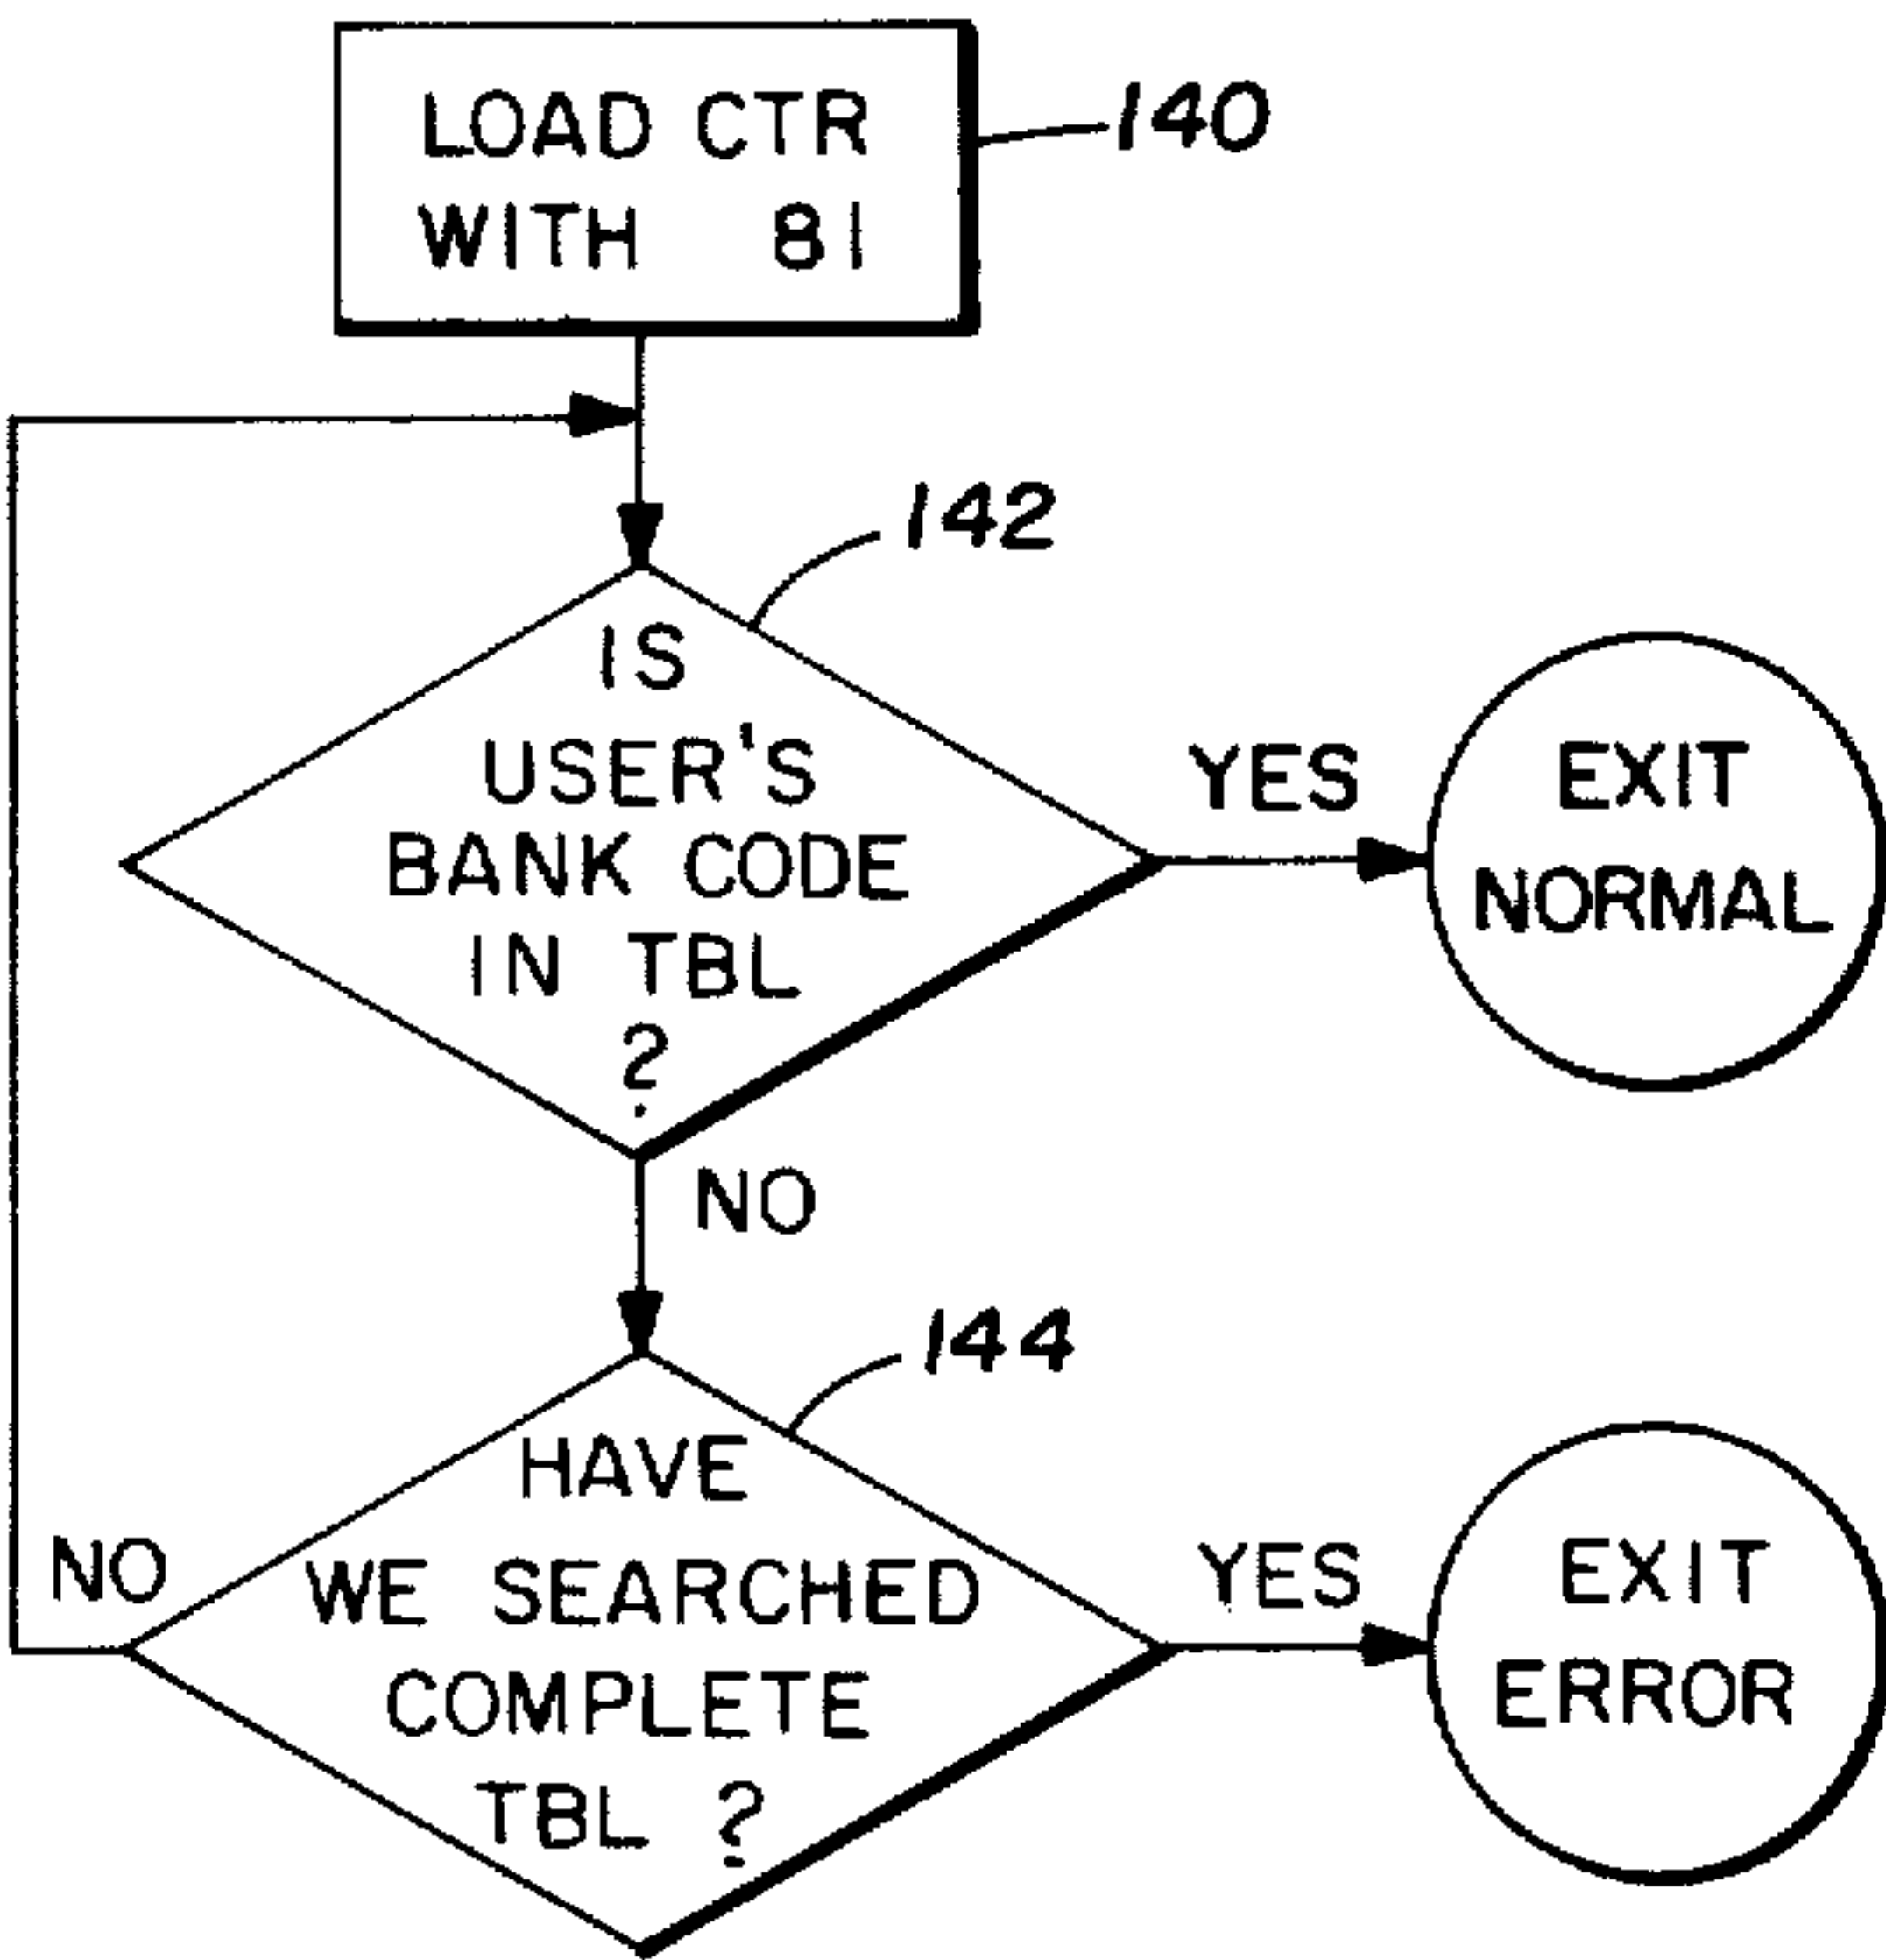 LOAD CTR
WITH 81
140
142
IS
USER'S
BANK CODE
IN TBL
?
YES
EXIT
NORMAL
NO
144
HAVE
WE SEARCHED
COMPLETE
TBL ?
NO
YES
EXIT
ERROR